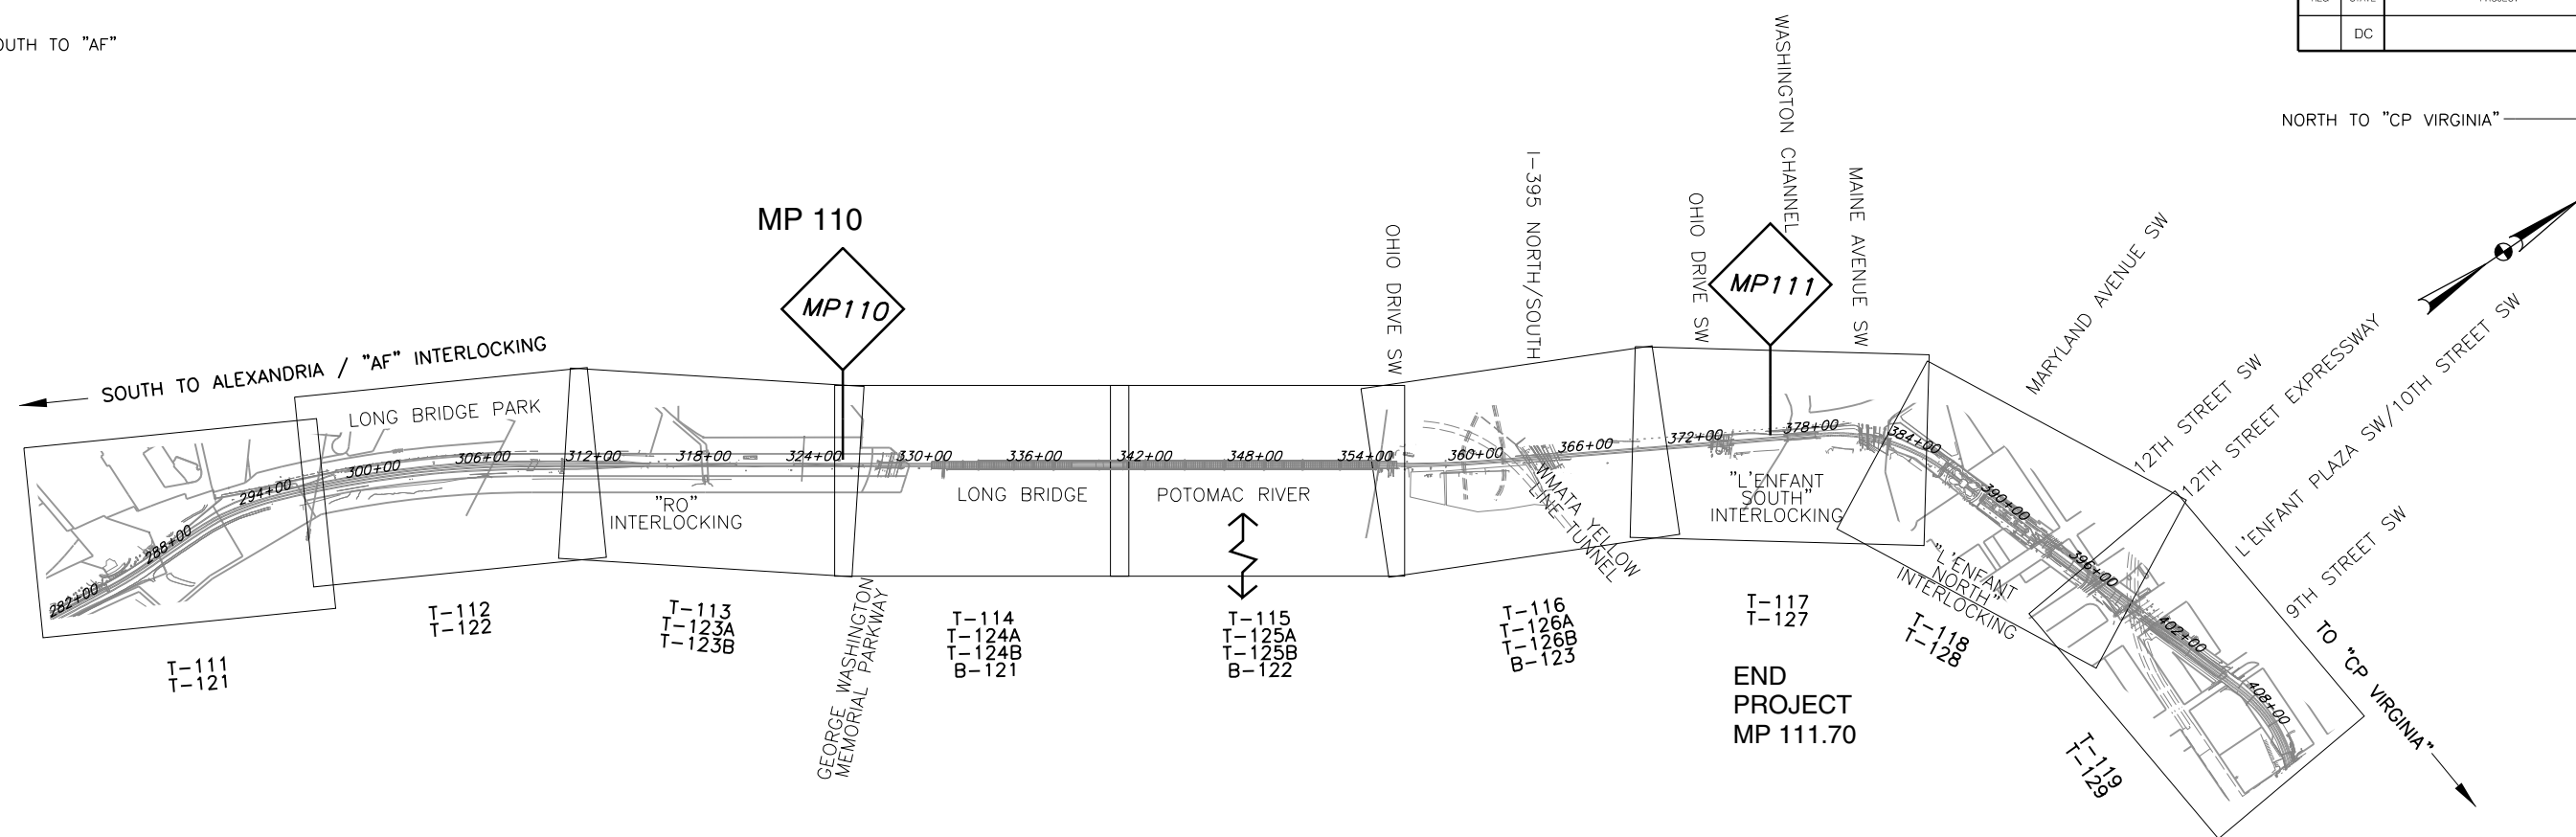 DC
OUTH TO "AF"
NORTH TO "CP VIRGINIA"
WASHINGTON CHANNEL
I-395 NORTH/SOUTH
OHIO DRIVE SW
OHIO DRIVE SW
MAINE AVENUE SW
MARYLAND AVENUE SW
12TH STREET SW
12TH STREET EXPRESSWAY
L'ENFANT PLAZA SW/10TH STREET SW
9TH STREET SW
TO "CP VIRGINIA"
MP 110
MP110
MP111
SOUTH TO ALEXANDRIA / "AF" INTERLOCKING
LONG BRIDGE PARK
282+00
288+00
294+00
300+00
306+00
312+00
318+00
324+00
330+00
336+00
342+00
348+00
354+00
360+00
366+00
372+00
378+00
384+00
390+00
396+00
402+00
408+00
"RO"
INTERLOCKING
LONG BRIDGE
POTOMAC RIVER
WMATA YELLOW
LINE TUNNEL
"L'ENFANT
SOUTH"
INTERLOCKING
"L'ENFANT
NORTH"
INTERLOCKING
GEORGE WASHINGTON
MEMORIAL PARKWAY
T-111
T-121
T-112
T-122
T-113
T-123A
T-123B
T-114
T-124A
T-124B
B-121
T-115
T-125A
T-125B
B-122
T-116
T-126A
T-126B
B-123
T-117
T-127
T-118
T-128
T-119
T-129
END
PROJECT
MP 111.70